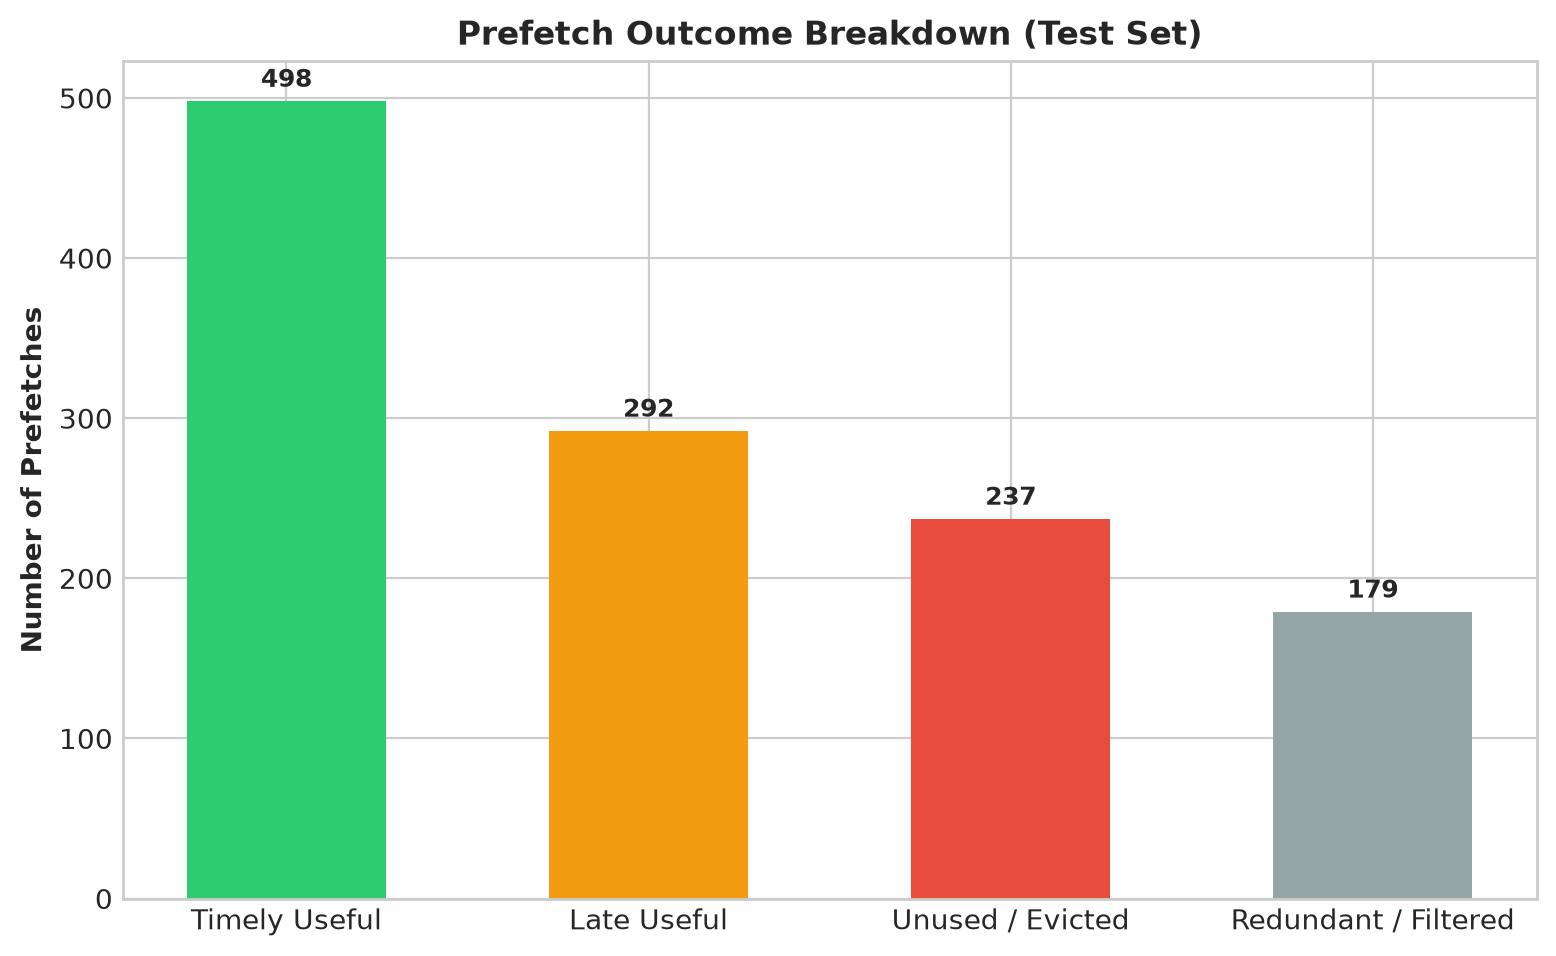 Prefetch Outcome Breakdown (Test Set)
Number of Prefetches
500
400
300
200
100
0
498
292
237
179
Timely Useful
Late Useful
Unused / Evicted
Redundant / Filtered